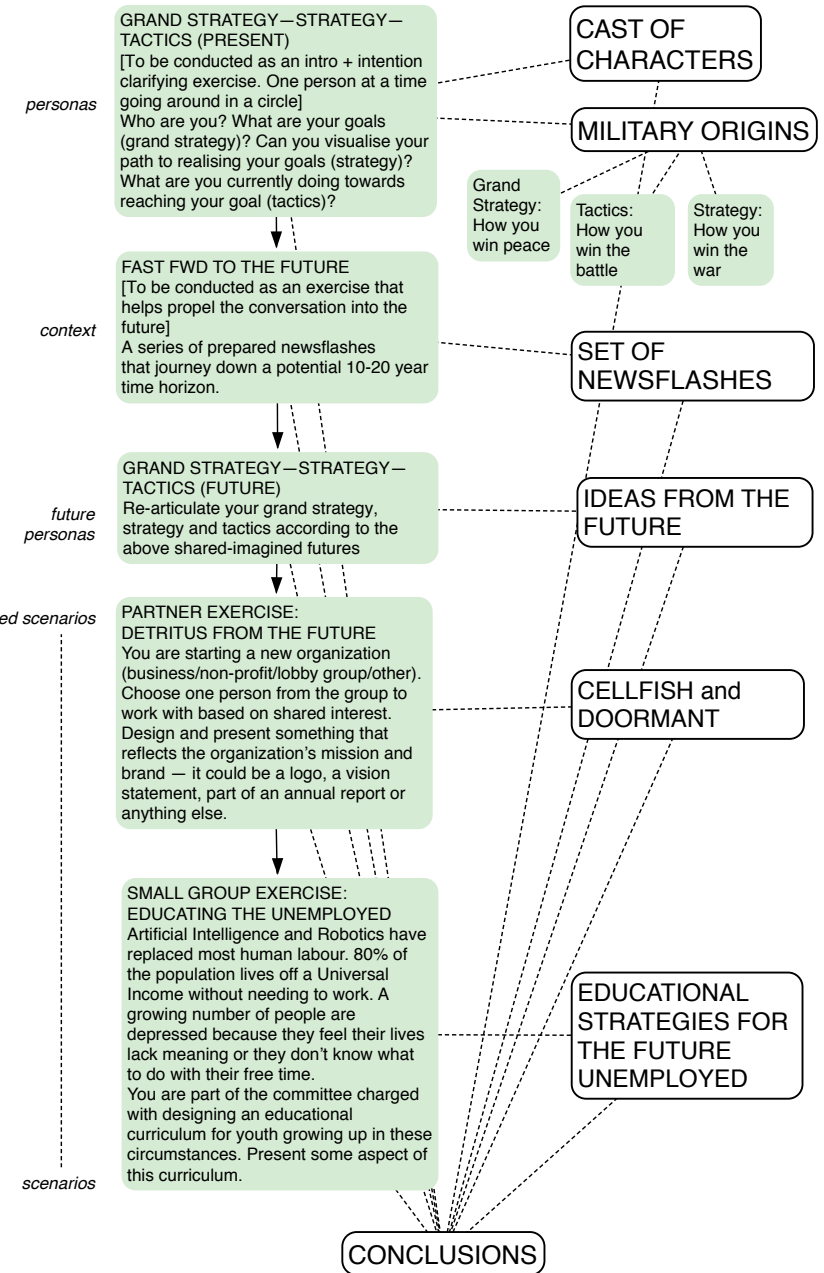 GRAND STRATEGY—STRATEGY—
TACTICS (PRESENT)
[To be conducted as an intro + intention
clarifying exercise. One person at a time
going around in a circle]
Who are you? What are your goals
(grand strategy)? Can you visualise your
path to realising your goals (strategy)?
What are you currently doing towards
reaching your goal (tactics)?
personas
CAST OF
CHARACTERS
MILITARY ORIGINS
Grand
Strategy:
How you
win peace
Tactics:
How you
win the
battle
Strategy:
How you
win the
war
FAST FWD TO THE FUTURE
[To be conducted as an exercise that
helps propel the conversation into the
future]
A series of prepared newsflashes
that journey down a potential 10-20 year
time horizon.
context
SET OF
NEWSFLASHES
GRAND STRATEGY—STRATEGY—
TACTICS (FUTURE)
Re-articulate your grand strategy,
strategy and tactics according to the
above shared-imagined futures
future
personas
IDEAS FROM THE
FUTURE
ed scenarios
PARTNER EXERCISE:
DETRITUS FROM THE FUTURE
You are starting a new organization
(business/non-profit/lobby group/other).
Choose one person from the group to
work with based on shared interest.
Design and present something that
reflects the organization's mission and
brand — it could be a logo, a vision
statement, part of an annual report or
anything else.
CELLFISH and
DOORMANT
SMALL GROUP EXERCISE:
EDUCATING THE UNEMPLOYED
Artificial Intelligence and Robotics have
replaced most human labour. 80% of
the population lives off a Universal
Income without needing to work. A
growing number of people are
depressed because they feel their lives
lack meaning or they don't know what
to do with their free time.
You are part of the committee charged
with designing an educational
curriculum for youth growing up in these
circumstances. Present some aspect of
this curriculum.
scenarios
EDUCATIONAL
STRATEGIES FOR
THE FUTURE
UNEMPLOYED
CONCLUSIONS